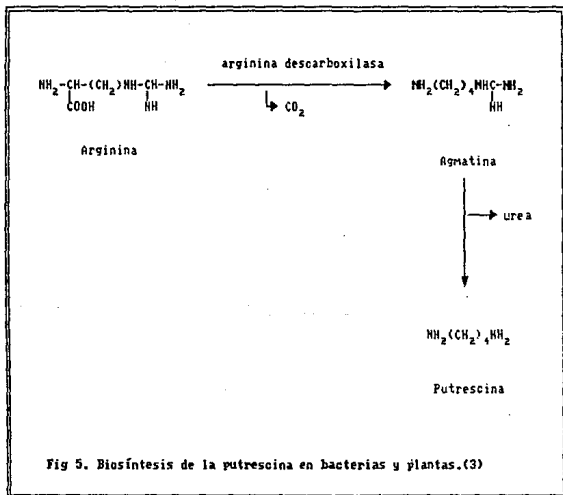 arginina descarboxilasa
NH₂-CH-(CH₂)NH-CH-NH₂
COOH NH
CO₂
NH₂(CH₂)₄NHC-NH₂
NH
Arginina
Agmatina
urea
NH₂(CH₂)₄NH₂
Putrescina
Fig 5. Biosíntesis de la putrescina en bacterias y plantas.(3)